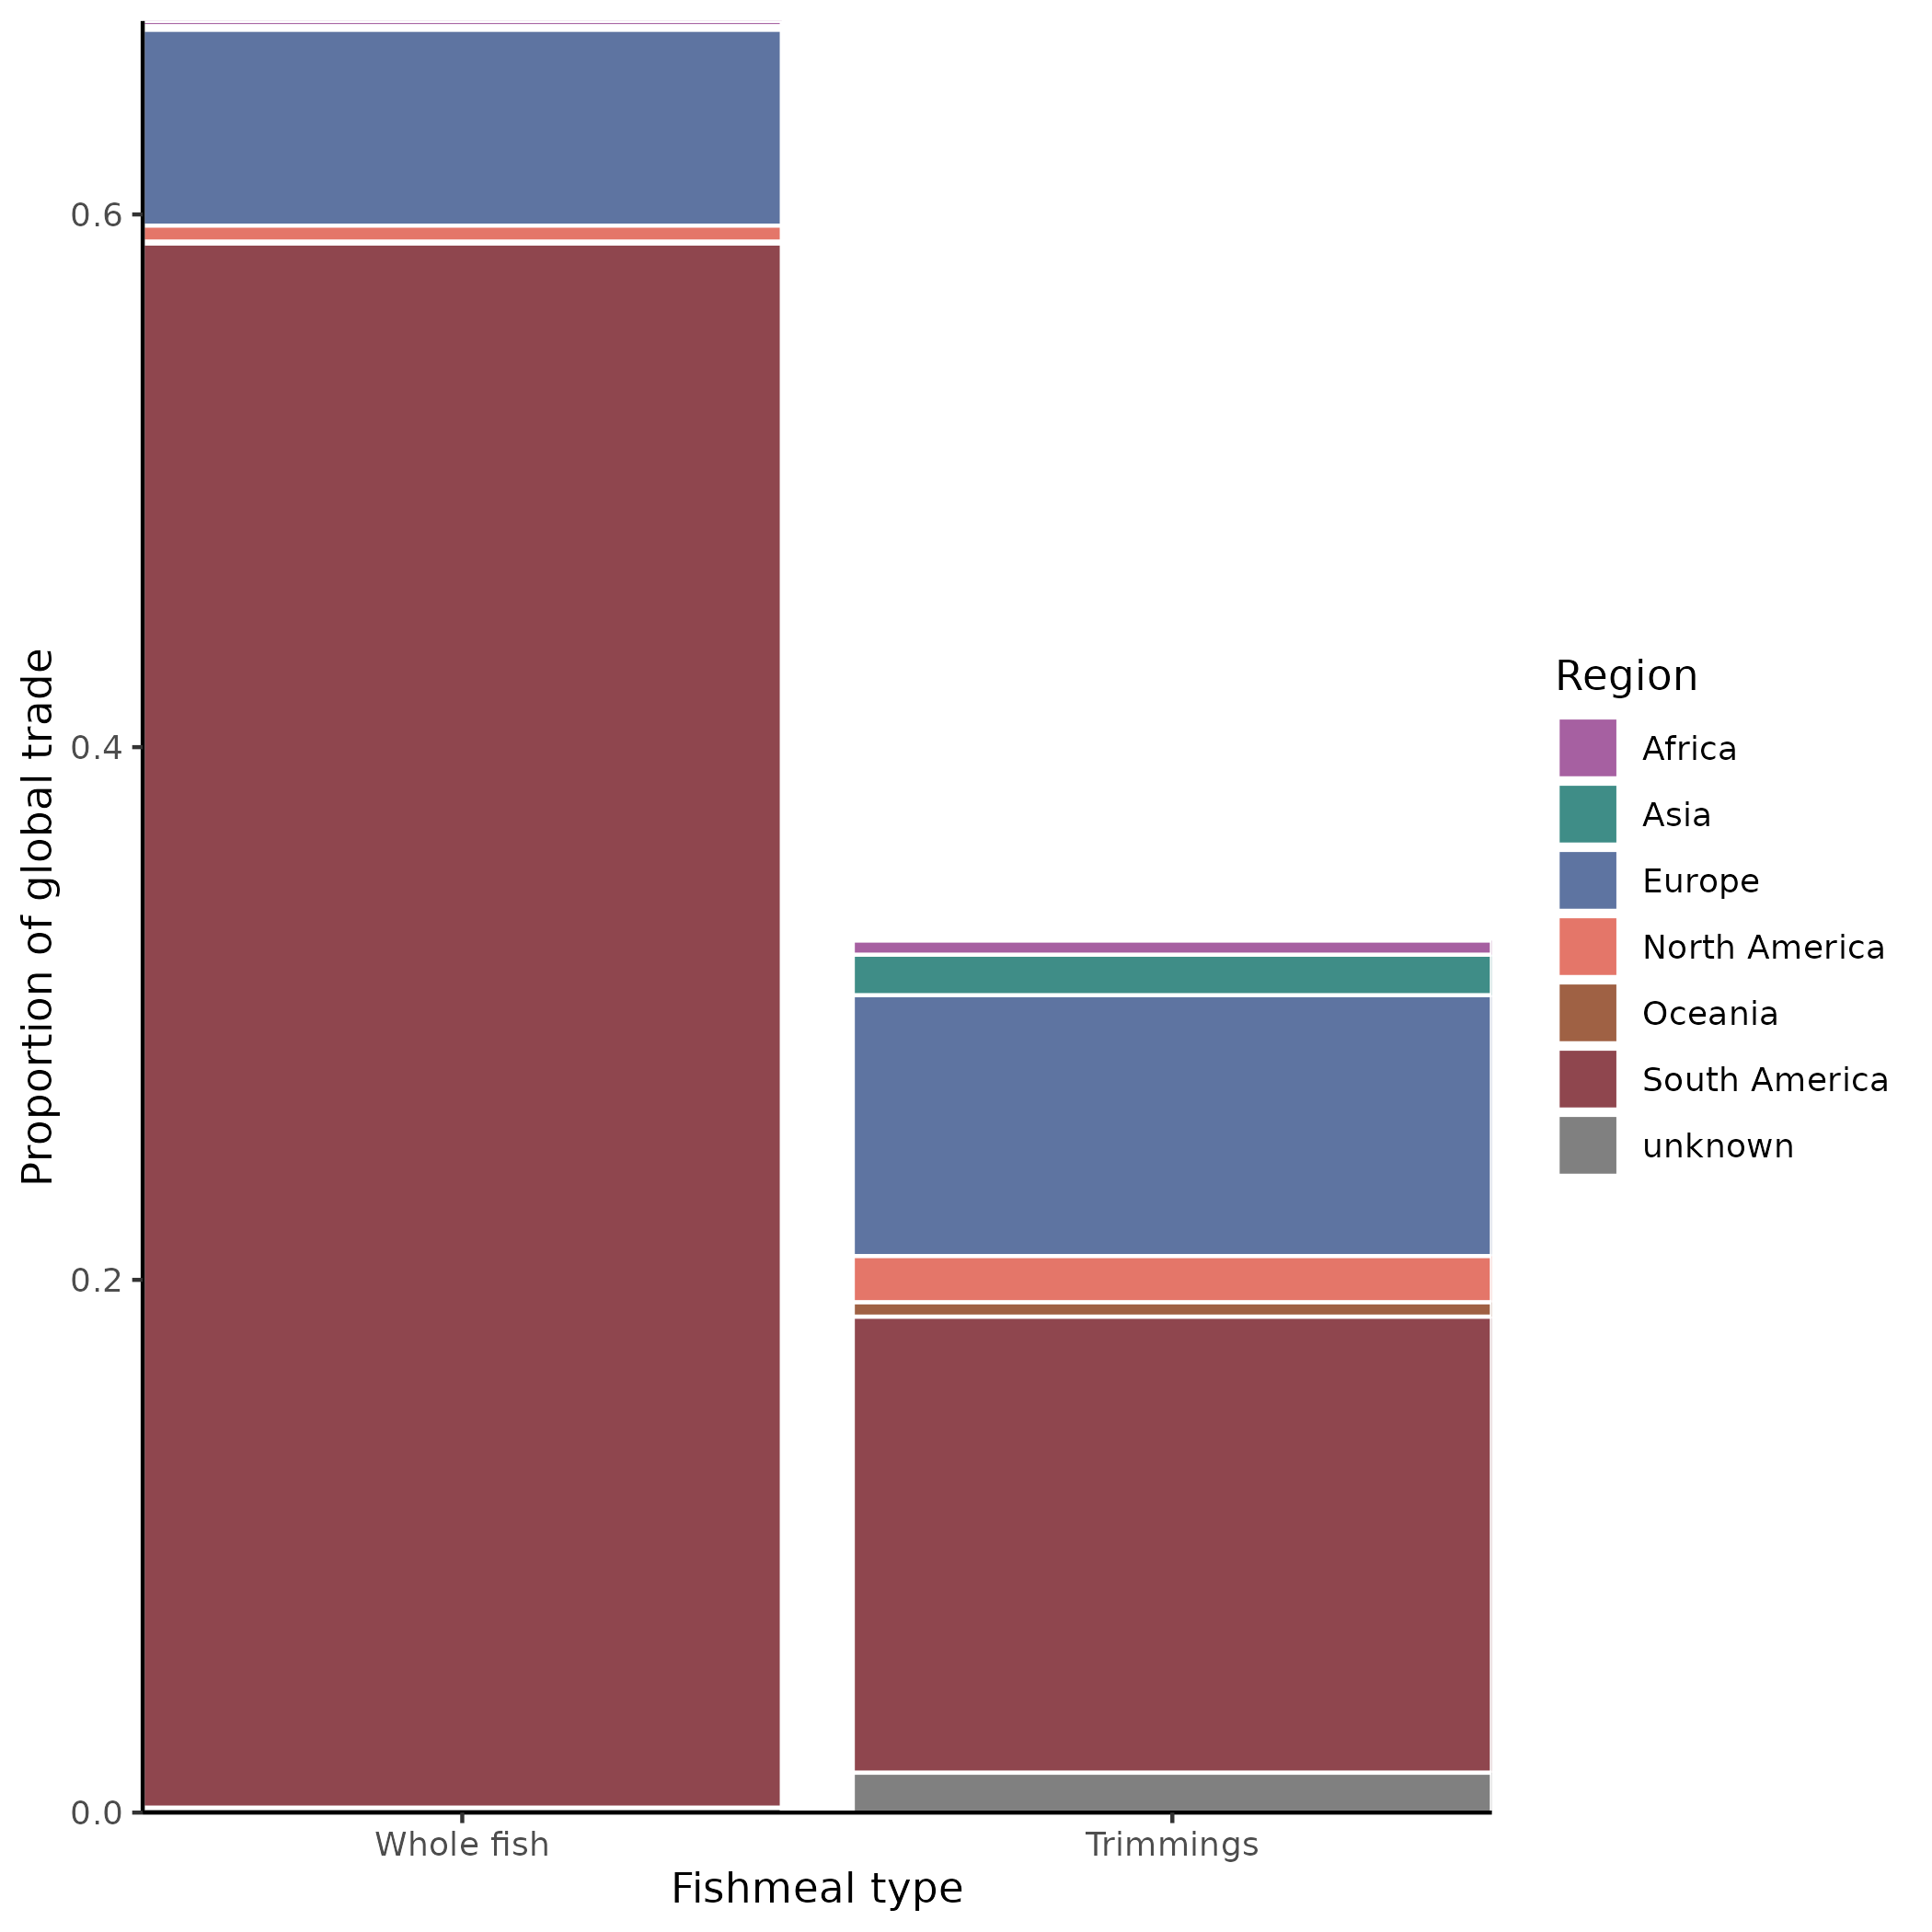 Proportion of global trade
0.6
0.4
0.2
0.0
Whole fish
Trimmings
Fishmeal type
Region
Africa
Asia
Europe
North America
Oceania
South America
unknown